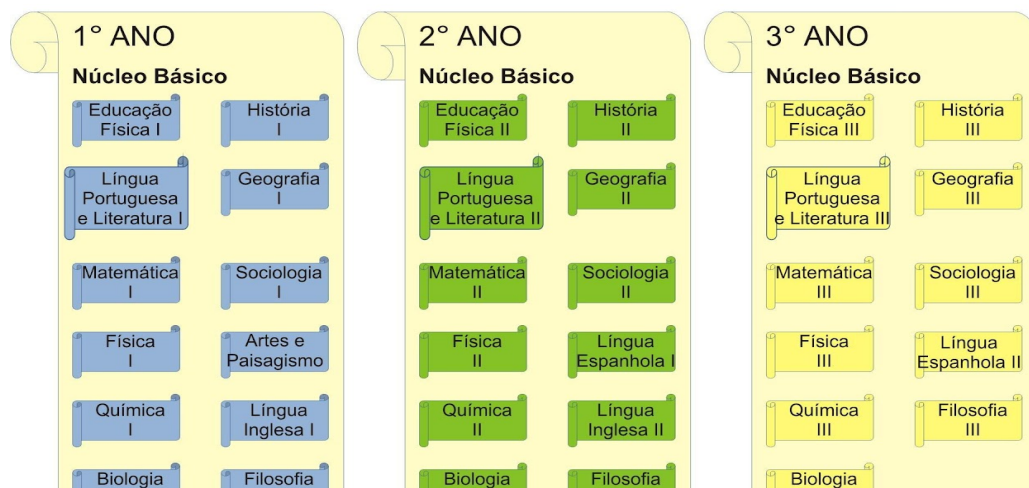 1° ANO
Núcleo Básico
Educação
Física I
História
I
Língua
Portuguesa
e Literatura I
Geografia
I
Matemática
I
Sociologia
I
Física
I
Artes e
Paisagismo
Química
I
Língua
Inglesa I
Biologia
Filosofia
2° ANO
Núcleo Básico
Educação
Física II
História
II
Língua
Portuguesa
e Literatura II
Geografia
II
Matemática
II
Sociologia
II
Física
II
Língua
Espanhola I
Química
II
Língua
Inglesa II
Biologia
Filosofia
3° ANO
Núcleo Básico
Educação
Física III
História
III
Língua
Portuguesa
e Literatura III
Geografia
III
Matemática
III
Sociologia
III
Física
III
Língua
Espanhola II
Química
III
Filosofia
III
Biologia